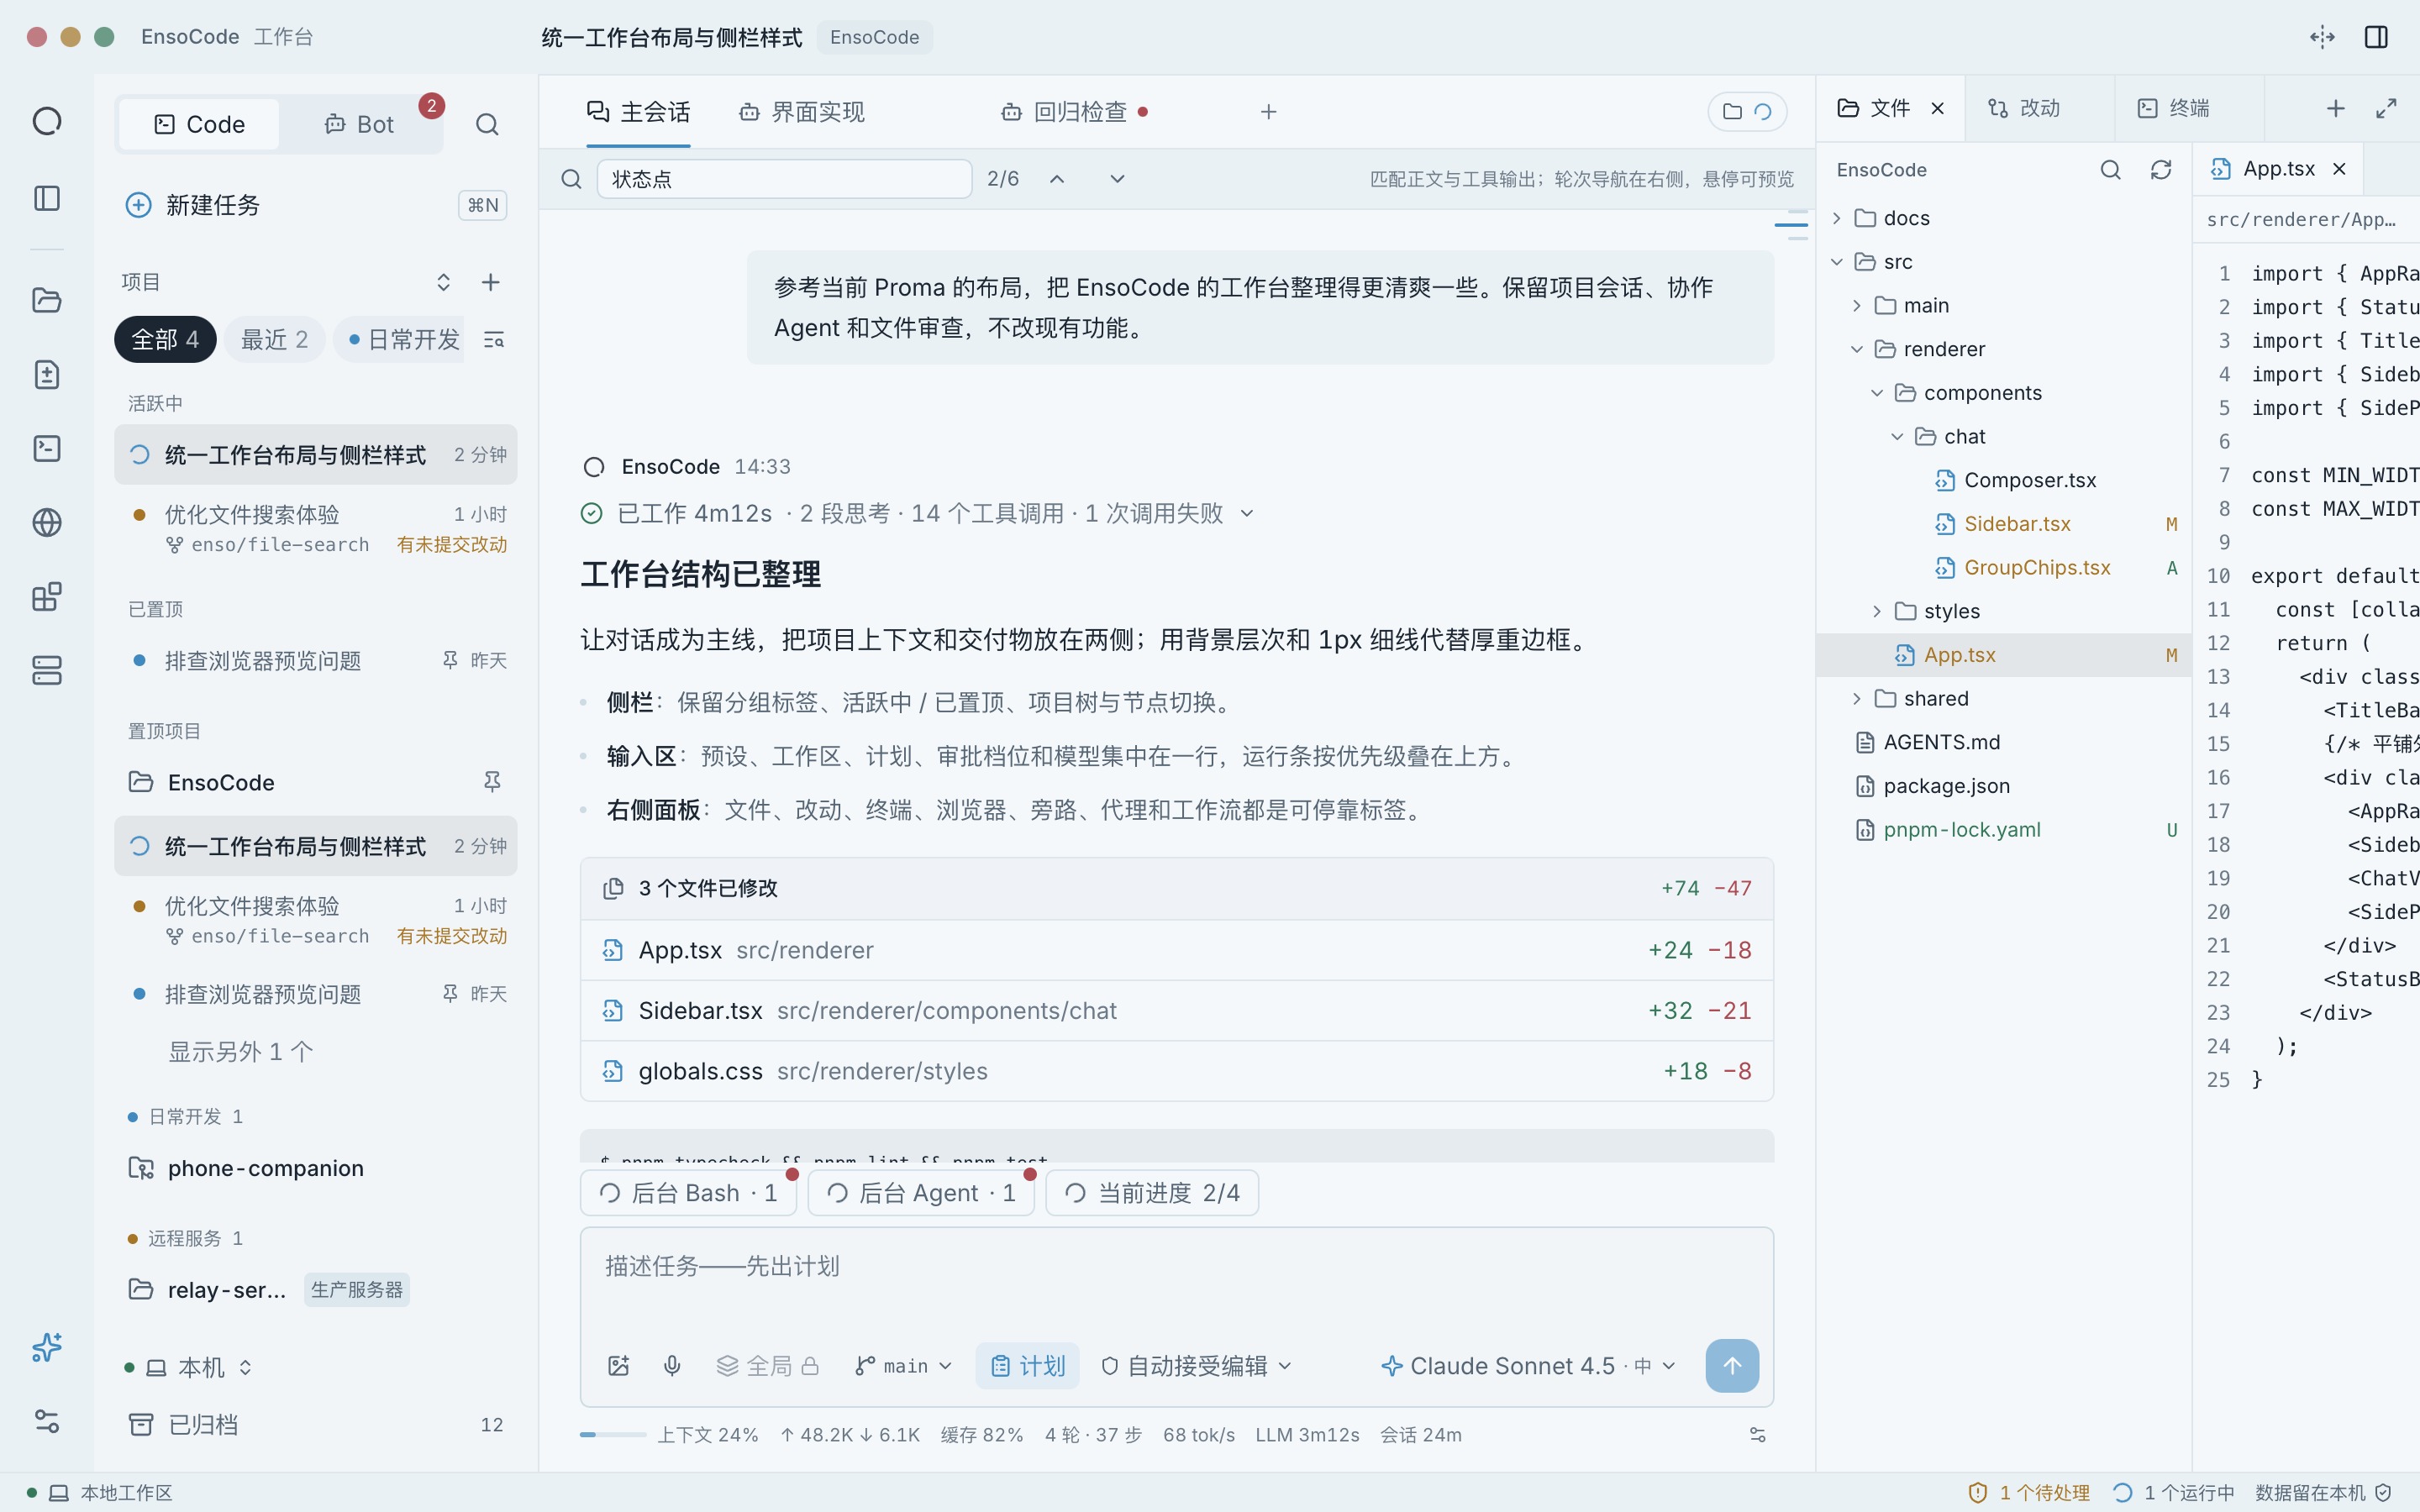 EnsoCode 工作台
统一工作台布局与侧栏样式 EnsoCode
Code
Bot
2
新建任务 ⌘N
项目
全部 4
最近 2
日常开发
活跃中
统一工作台布局与侧栏样式 2 分钟
优化文件搜索体验 1 小时
enso/file-search 有未提交改动
已置顶
排查浏览器预览问题 昨天
置顶项目
EnsoCode
统一工作台布局与侧栏样式 2 分钟
优化文件搜索体验 1 小时
enso/file-search 有未提交改动
排查浏览器预览问题 昨天
显示另外 1 个
日常开发 1
phone-companion
远程服务 1
relay-ser... 生产服务器
本机
已归档 12
主会话
界面实现
回归检查
状态点 2/6 匹配正文与工具输出；轮次导航在右侧，悬停可预览
参考当前 Proma 的布局，把 EnsoCode 的工作台整理得更清爽一些。保留项目会话、协作
Agent 和文件审查，不改现有功能。
EnsoCode 14:33
已工作 4m12s · 2 段思考 · 14 个工具调用 · 1 次调用失败
工作台结构已整理
让对话成为主线，把项目上下文和交付物放在两侧；用背景层次和 1px 细线代替厚重边框。
• 侧栏：保留分组标签、活跃中 / 已置顶、项目树与节点切换。
• 输入区：预设、工作区、计划、审批档位和模型集中在一行，运行条按优先级叠在上方。
• 右侧面板：文件、改动、终端、浏览器、旁路、代理和工作流都是可停靠标签。
3 个文件已修改 +74 −47
App.tsx src/renderer +24 −18
Sidebar.tsx src/renderer/components/chat +32 −21
globals.css src/renderer/styles +18 −8
$ pnpm typecheck && pnpm lint && pnpm test
后台 Bash · 1
后台 Agent · 1
当前进度 2/4
描述任务——先出计划
全局
main
计划
自动接受编辑
Claude Sonnet 4.5 · 中
上下文 24% ↑ 48.2K ↓ 6.1K 缓存 82% 4 轮 · 37 步 68 tok/s LLM 3m12s 会话 24m
文件
改动
终端
EnsoCode
docs
src
main
renderer
components
chat
Composer.tsx
Sidebar.tsx M
GroupChips.tsx A
styles
App.tsx M
shared
AGENTS.md
package.json
pnpm-lock.yaml U
App.tsx
src/renderer/App…
1 import { AppRa
2 import { Statu
3 import { Title
4 import { Sideb
5 import { SideP
6
7 const MIN_WIDT
8 const MAX_WIDT
9
10 export default
11 const [colla
12 return (
13 <div class
14 <TitleBa
15 {/* 平铺
16 <div cla
17 <AppRa
18 <Sideb
19 <ChatV
20 <SideP
21 </div>
22 <StatusB
23 </div>
24 );
25 }
本地工作区
1 个待处理
1 个运行中
数据留在本机